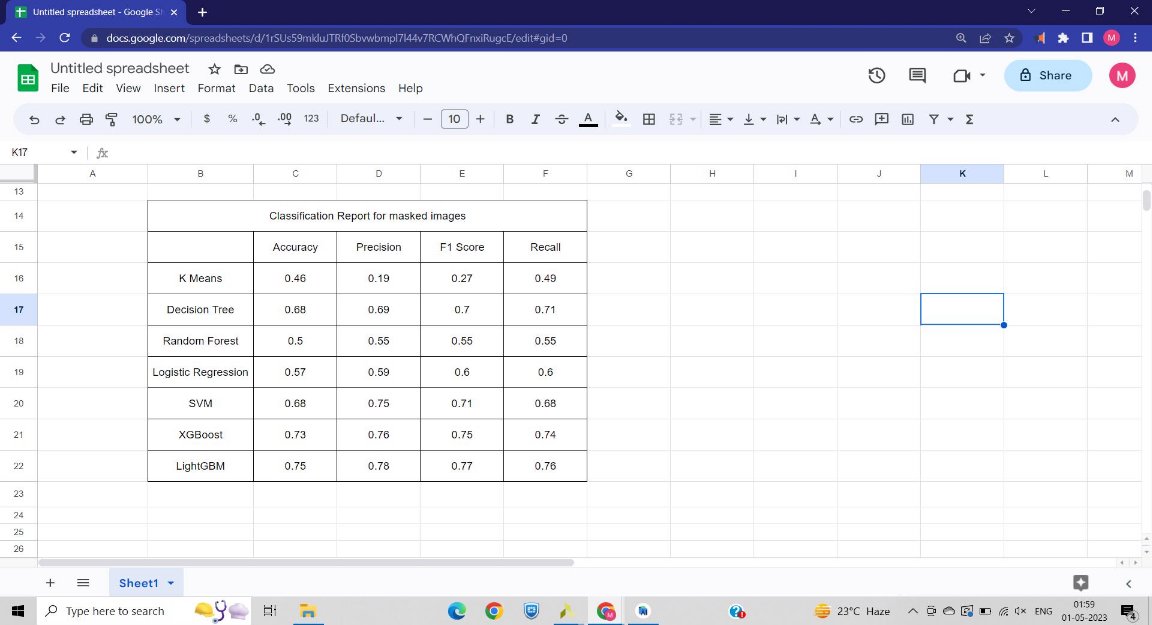 Untitled spreadsheet - Google Sh
docs.google.com/spreadsheets/d/1rSUs59mkluJTRf0Sbvwbmpl7l44v7RCWhQFnxiRugcE/edit#gid=0
M
Untitled spreadsheet
File Edit View Insert Format Data Tools Extensions Help
Share
M
100% $ % .0 .00 123 Defaul... 10 B I A
K17 fx
A B C D E F G H I J K L M
13
14 Classification Report for masked images
15 Accuracy Precision F1 Score Recall
16 K Means 0.46 0.19 0.27 0.49
17 Decision Tree 0.68 0.69 0.7 0.71
18 Random Forest 0.5 0.55 0.55 0.55
19 Logistic Regression 0.57 0.59 0.6 0.6
20 SVM 0.68 0.75 0.71 0.68
21 XGBoost 0.73 0.76 0.75 0.74
22 LightGBM 0.75 0.78 0.77 0.76
23
24
25
26
Sheet1
Type here to search
23°C Haze
ENG
01:59
01-05-2023
4